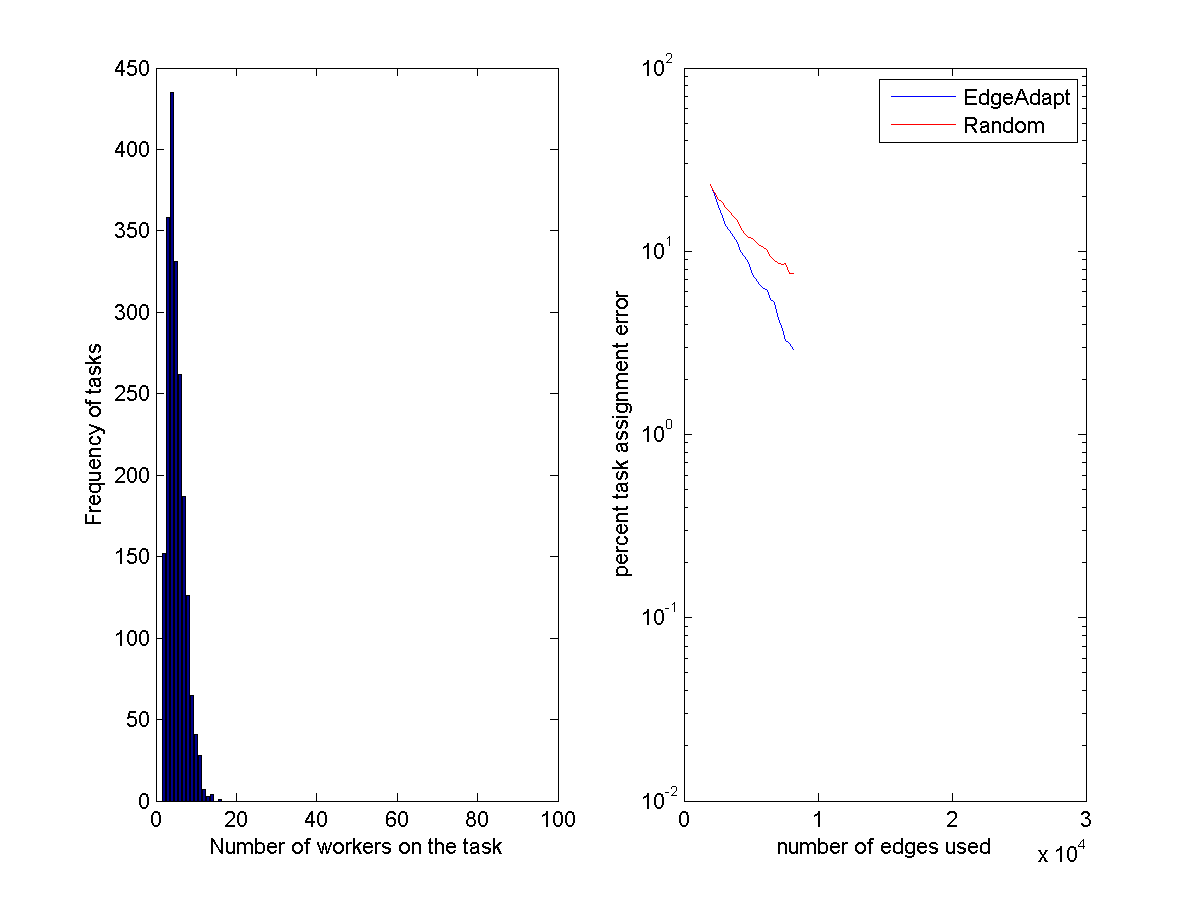 450
400
350
300
250
200
150
100
50
0
0 20 40 60 80 100
Frequency of tasks
Number of workers on the task
10^2
10^1
10^0
10^-1
10^-2
0 1 2 3
x 10^4
percent task assignment error
number of edges used
EdgeAdapt
Random